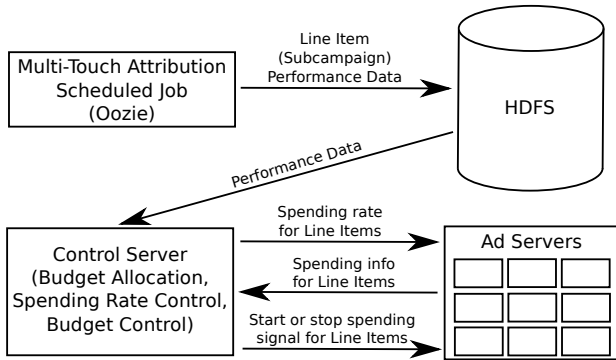 Multi-Touch Attribution
Scheduled Job
(Oozie)
Line Item
(Subcampaign)
Performance Data
HDFS
Performance Data
Control Server
(Budget Allocation,
Spending Rate Control,
Budget Control)
Spending rate
for Line Items
Spending info
for Line Items
Start or stop spending
signal for Line Items
Ad Servers